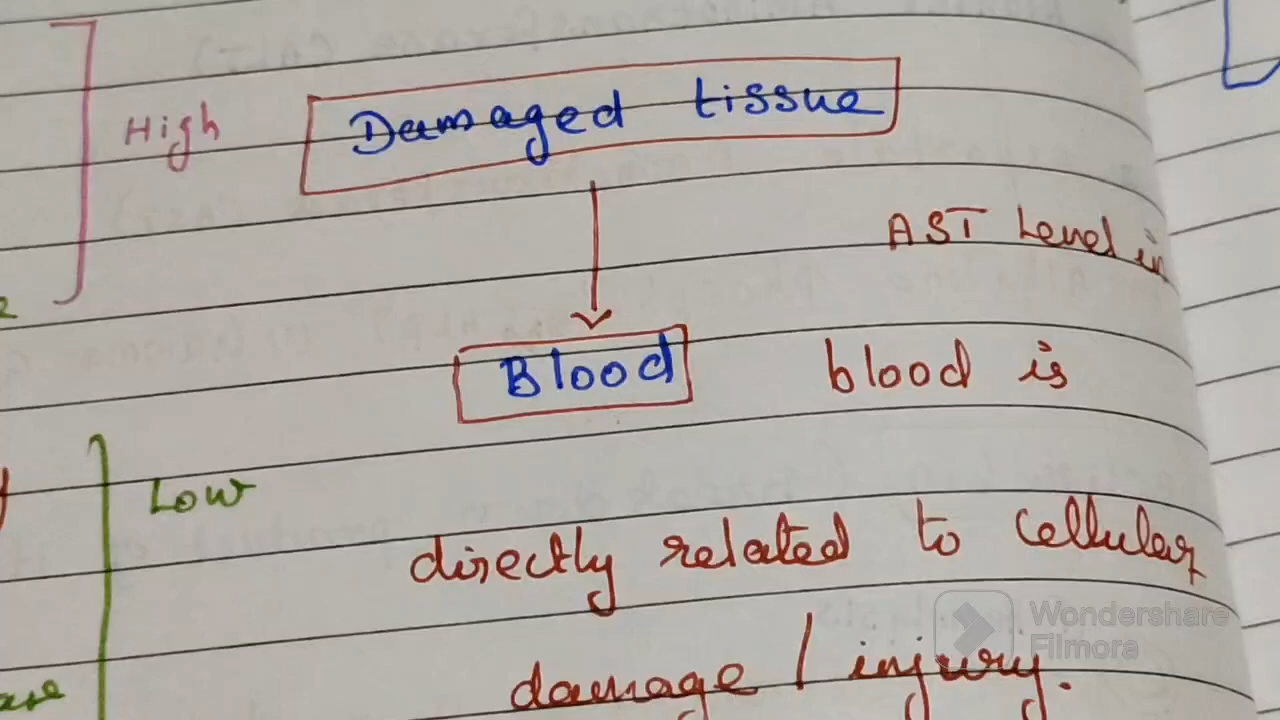 High
Damaged tissue
AST Level in
Blood
blood is
Low
directly related to cellular
damage / injury.
Wondershare
Filmora